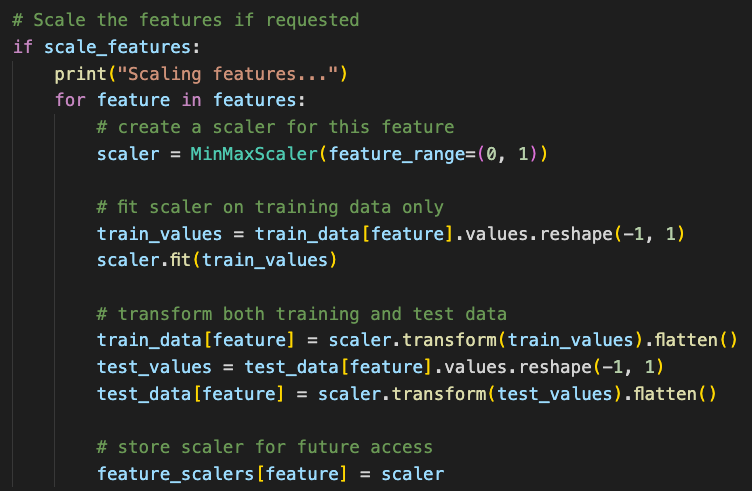 # Scale the features if requested
if scale_features:
    print("Scaling features...")
    for feature in features:
        # create a scaler for this feature
        scaler = MinMaxScaler(feature_range=(0, 1))

        # fit scaler on training data only
        train_values = train_data[feature].values.reshape(-1, 1)
        scaler.fit(train_values)

        # transform both training and test data
        train_data[feature] = scaler.transform(train_values).flatten()
        test_values = test_data[feature].values.reshape(-1, 1)
        test_data[feature] = scaler.transform(test_values).flatten()

        # store scaler for future access
        feature_scalers[feature] = scaler